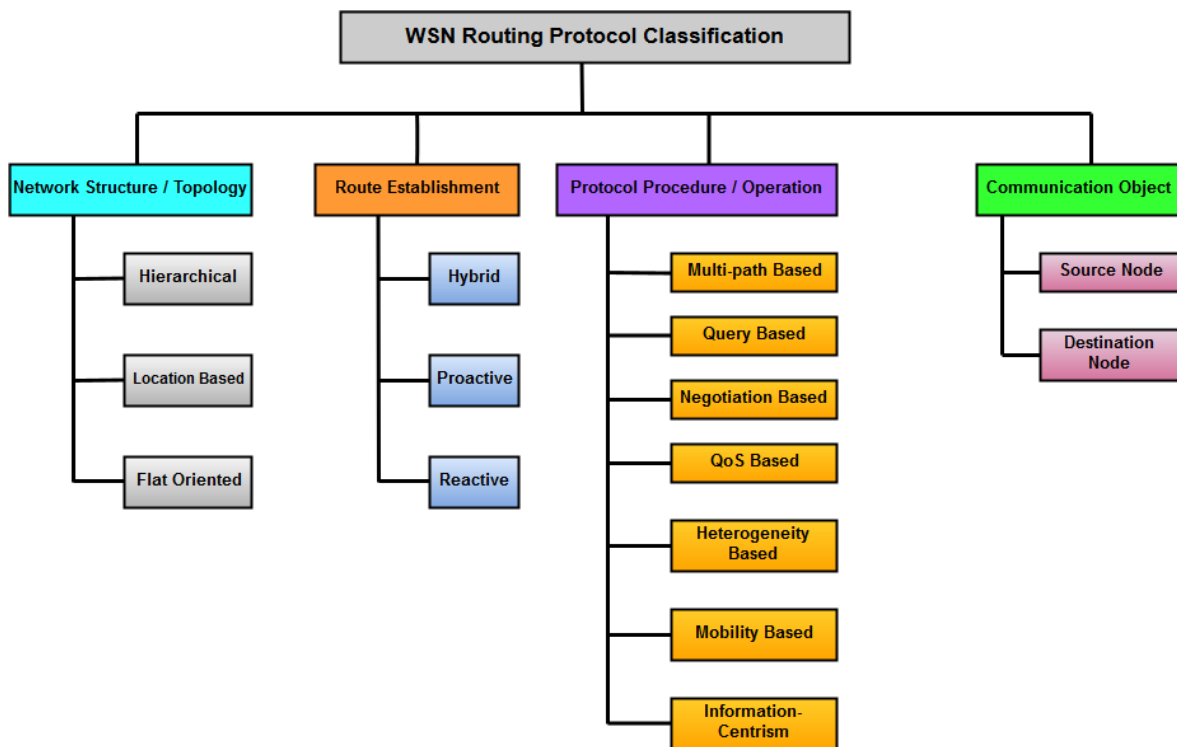 WSN Routing Protocol Classification
Network Structure / Topology
Hierarchical
Location Based
Flat Oriented
Route Establishment
Hybrid
Proactive
Reactive
Protocol Procedure / Operation
Multi-path Based
Query Based
Negotiation Based
QoS Based
Heterogeneity
Based
Mobility Based
Information-
Centrism
Communication Object
Source Node
Destination
Node